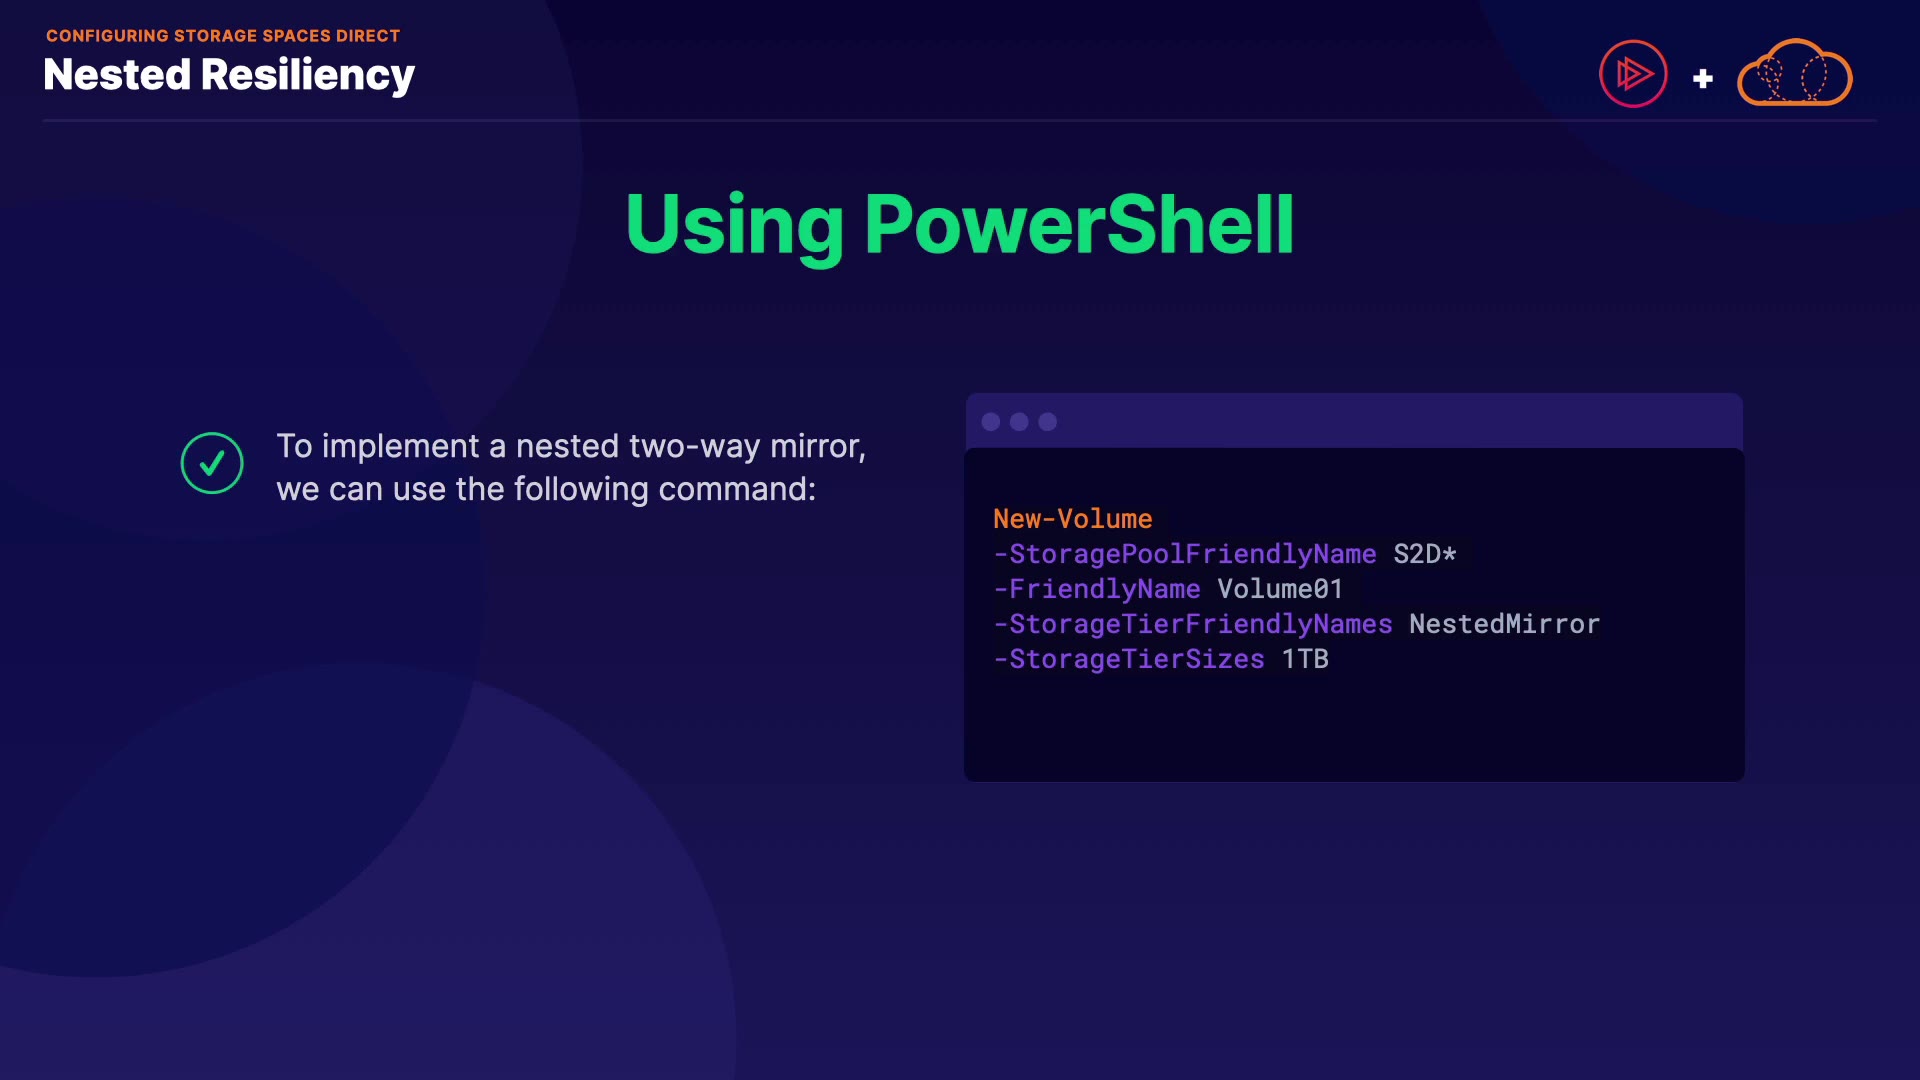 CONFIGURING STORAGE SPACES DIRECT
Nested Resiliency
Using PowerShell
To implement a nested two-way mirror,
we can use the following command:
New-Volume
-StoragePoolFriendlyName S2D*
-FriendlyName Volume01
-StorageTierFriendlyNames NestedMirror
-StorageTierSizes 1TB